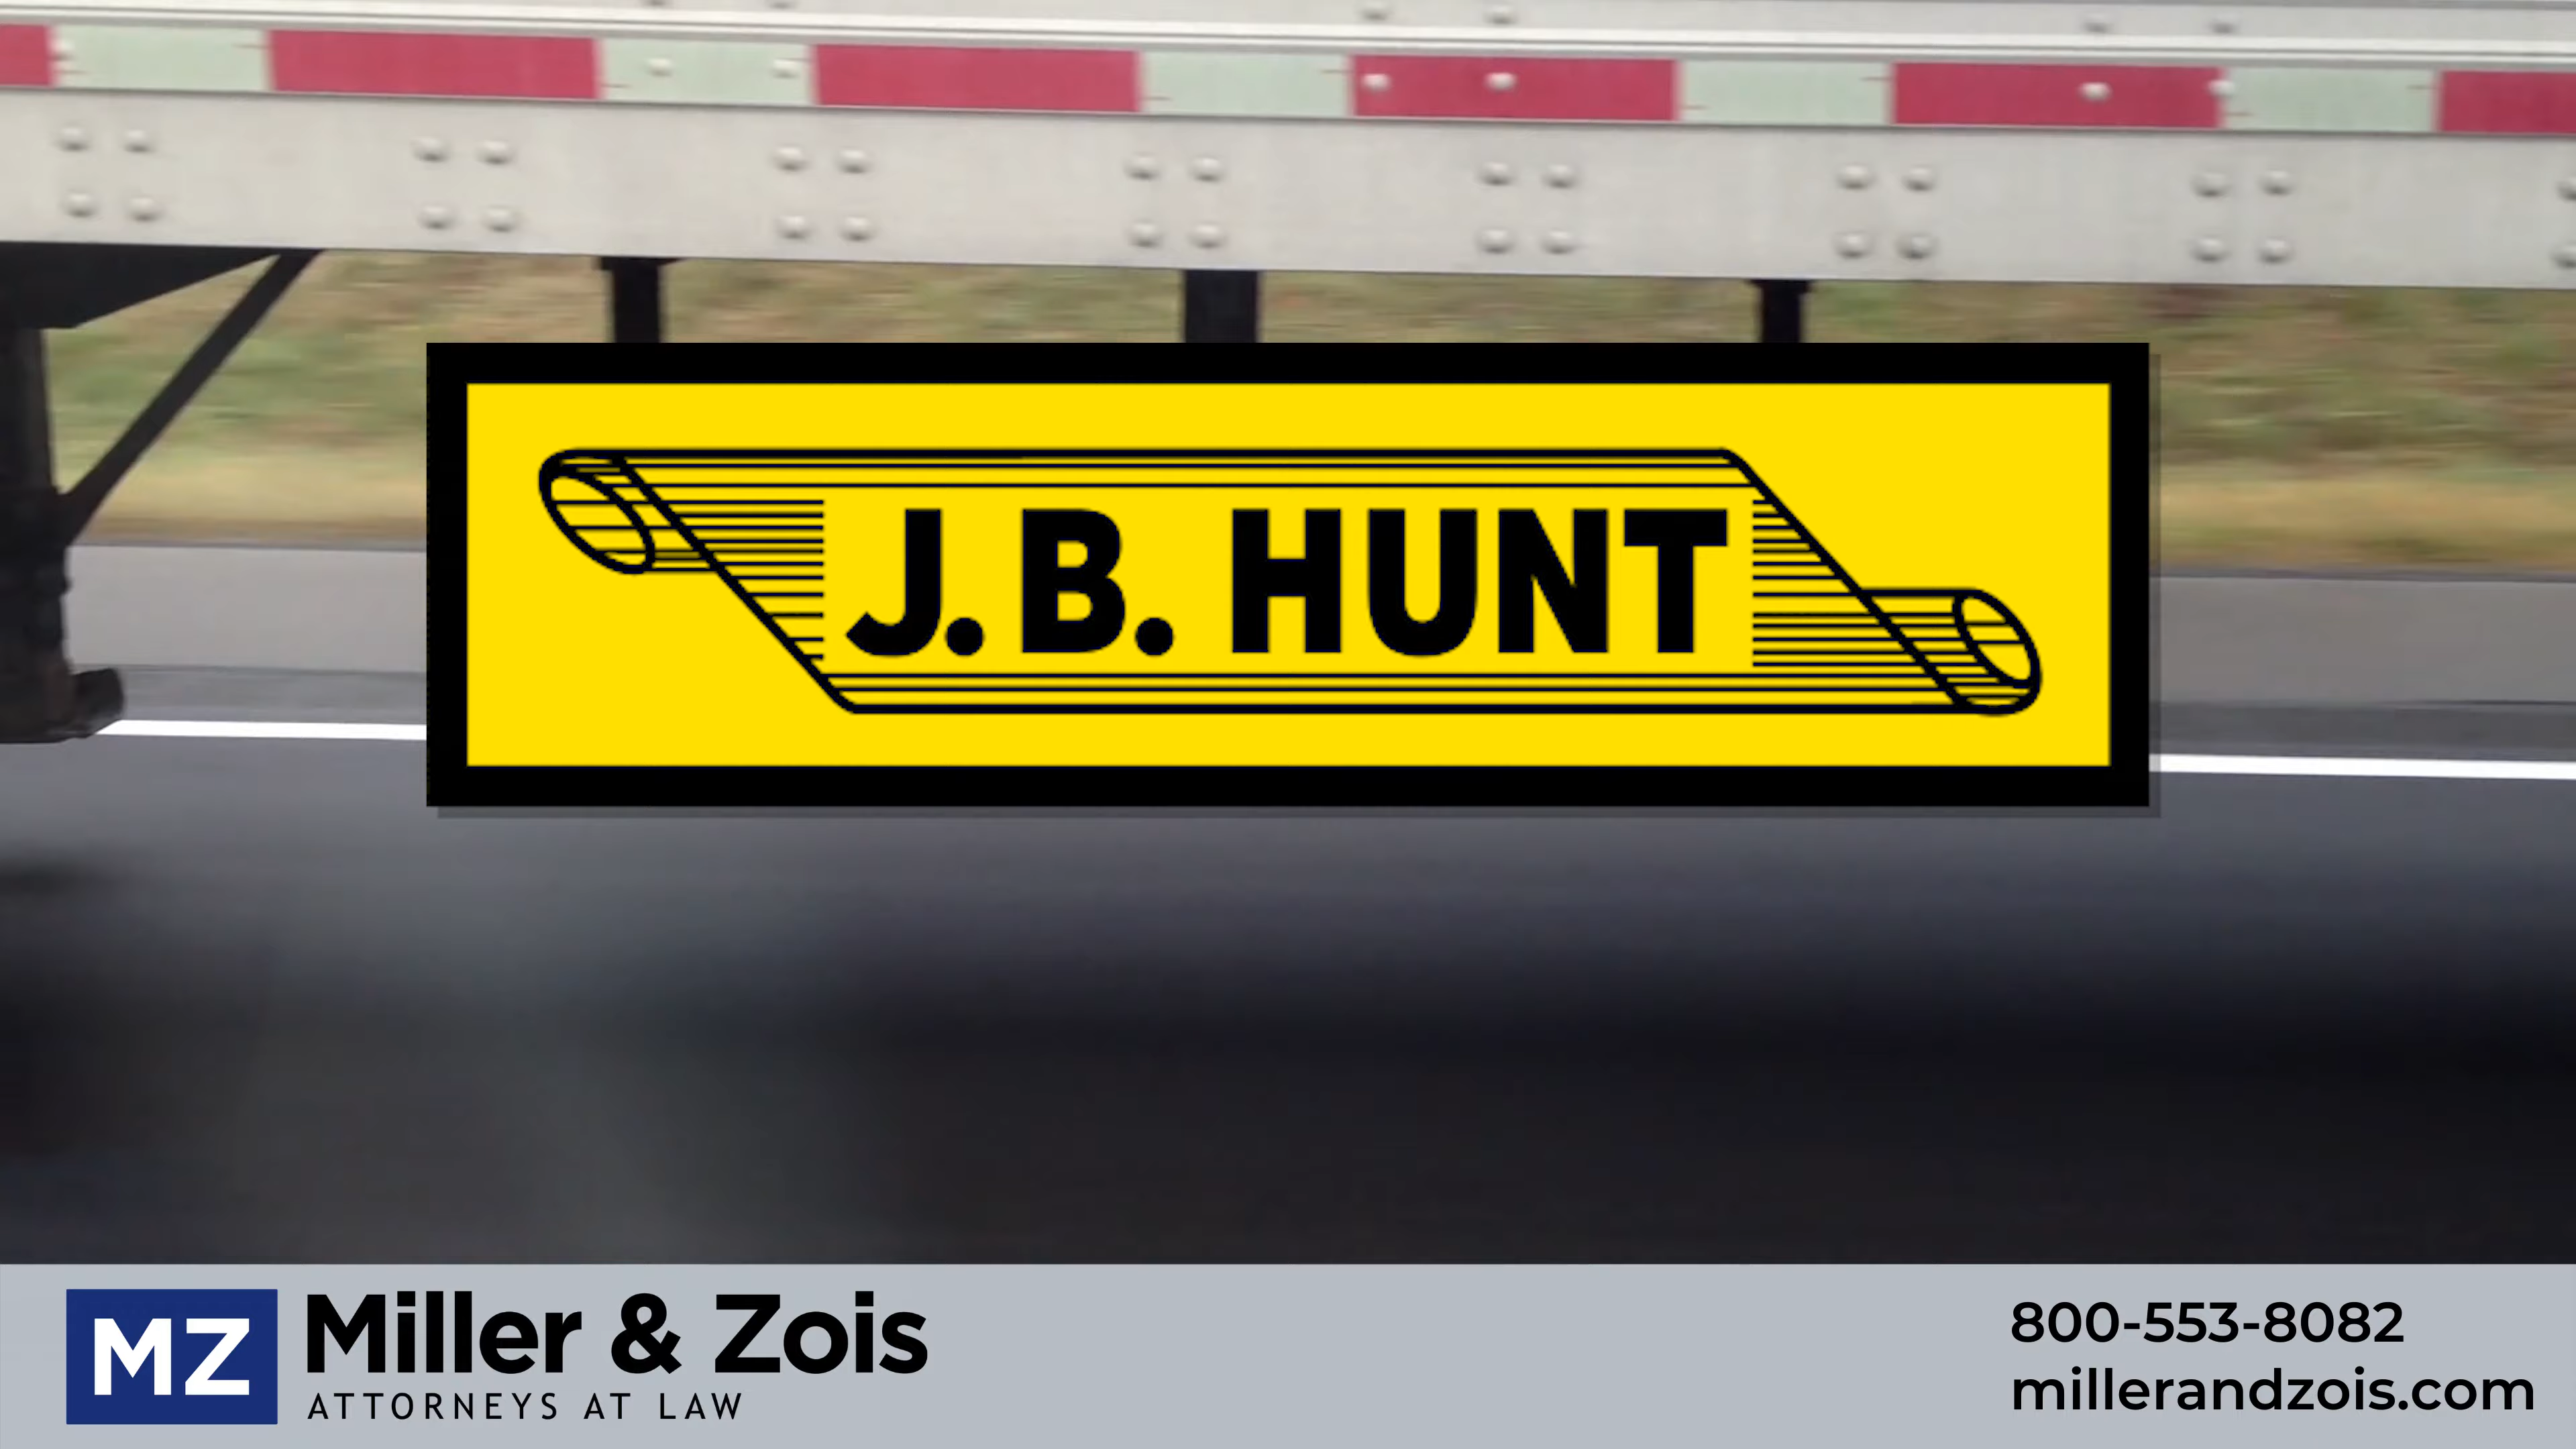 J. B. HUNT
MZ
Miller & Zois
ATTORNEYS AT LAW
800-553-8082
millerandzois.com